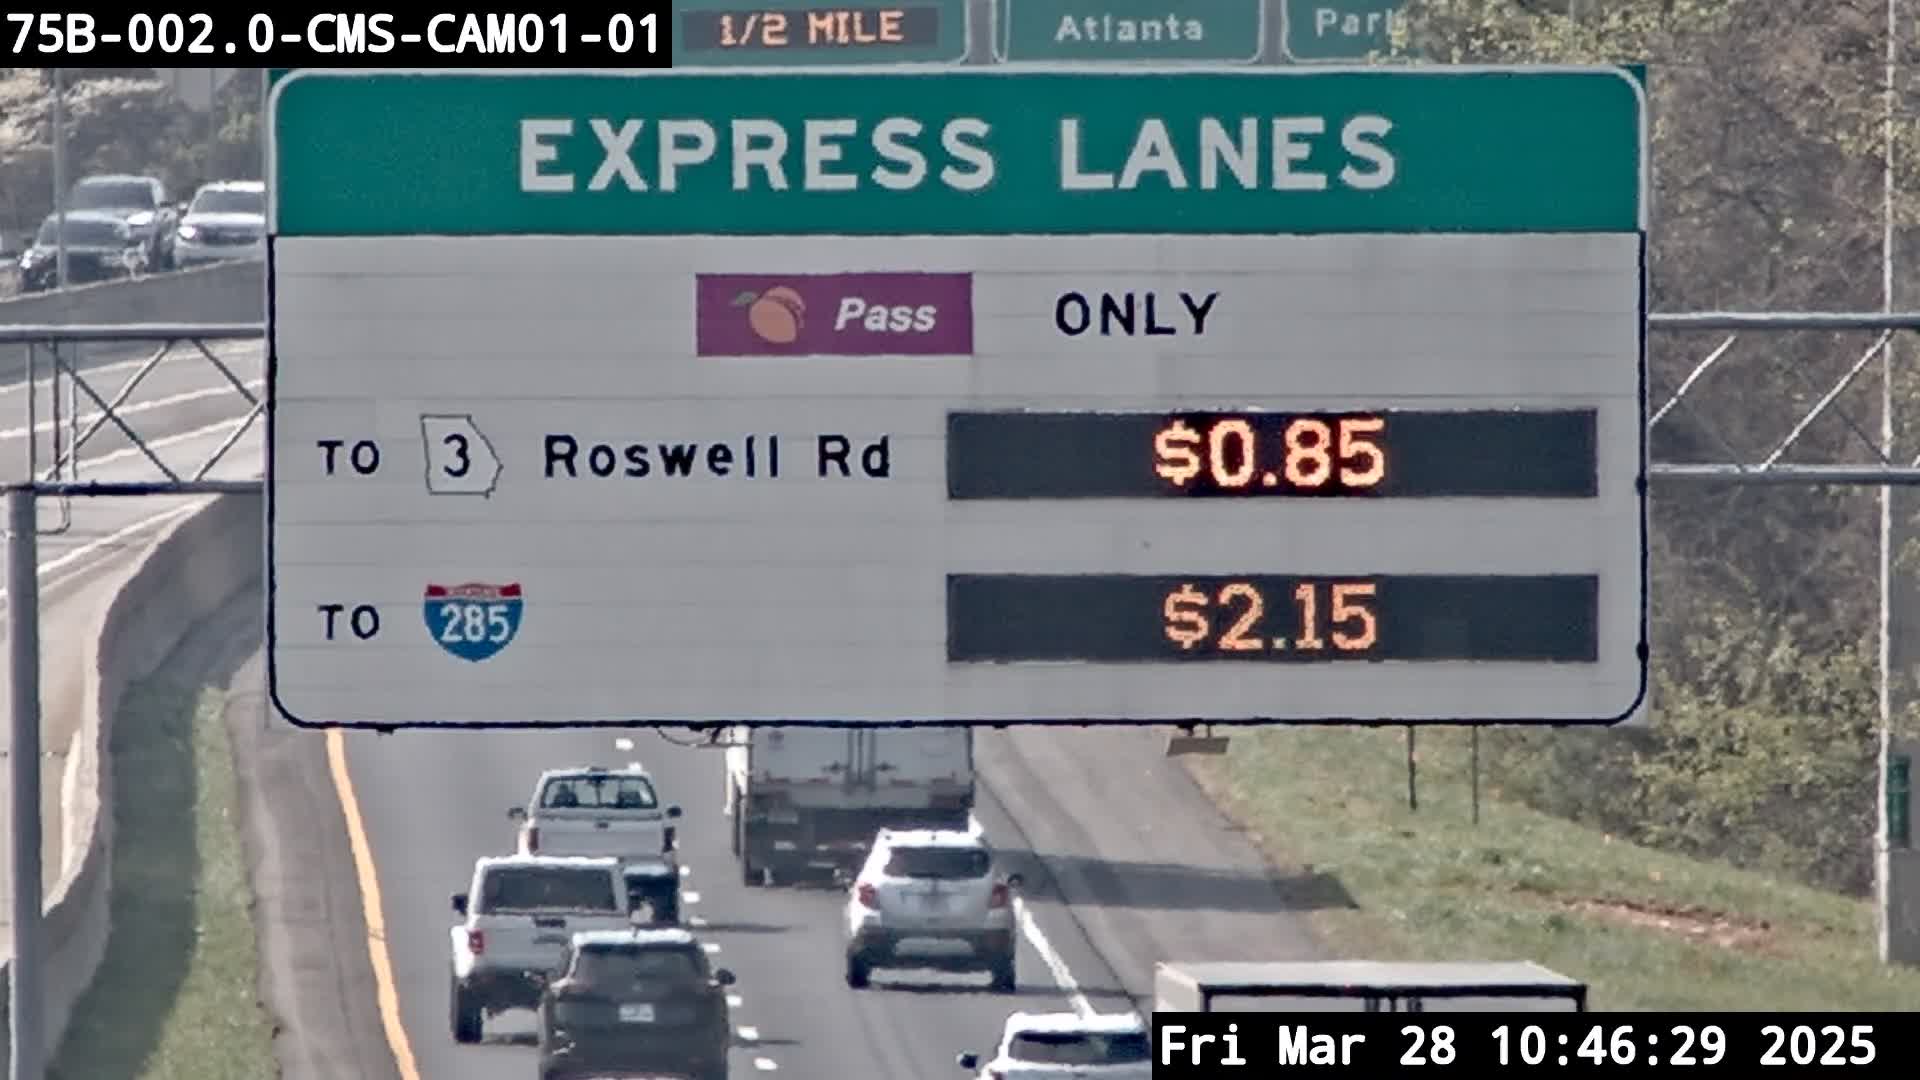 75B-002.0-CMS-CAM01-01
1/2 MILE
Atlanta
EXPRESS LANES
Pass ONLY
TO 3 Roswell Rd $0.85
TO 285 $2.15
Fri Mar 28 10:46:29 2025